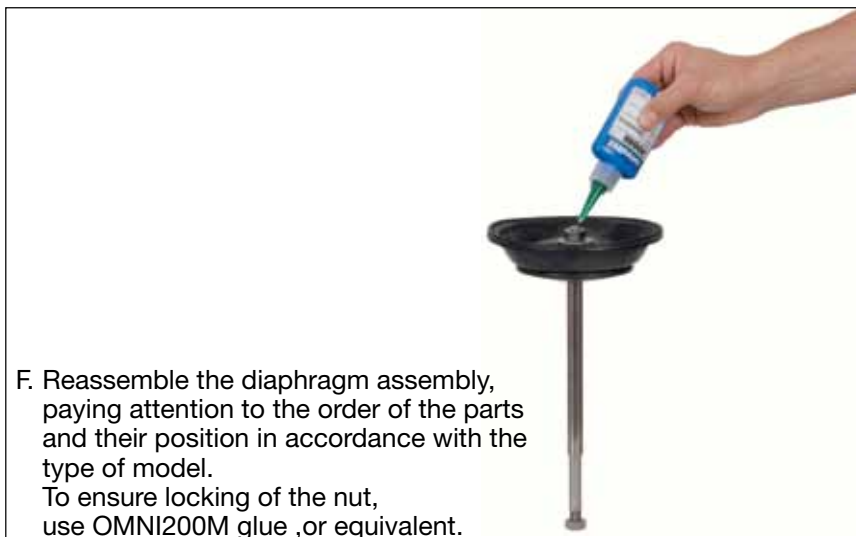 F. Reassemble the diaphragm assembly,
paying attention to the order of the parts
and their position in accordance with the
type of model.
To ensure locking of the nut,
use OMNI200M glue ,or equivalent.